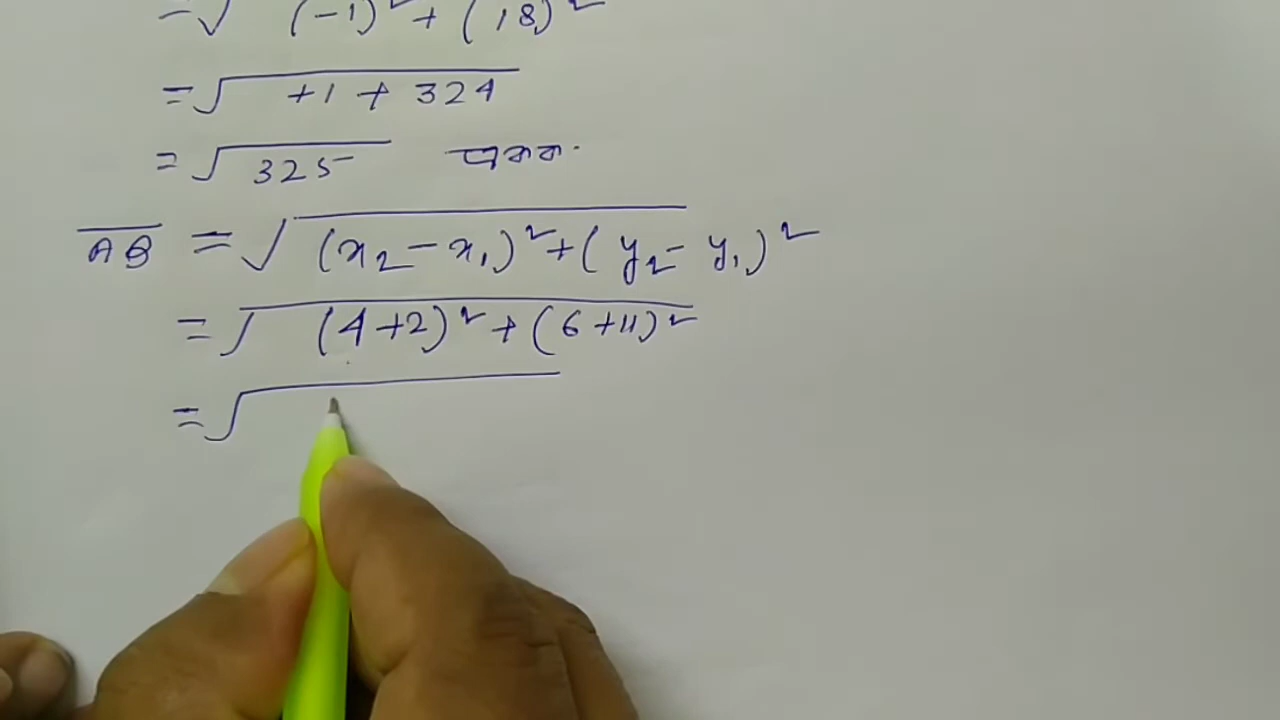 =√(-1)²+(18)²
=√+1+324
=√325 একক.
AB = √(x₂-x₁)²+(y₂-y₁)²
=√(4+2)²+(6+11)²
=√